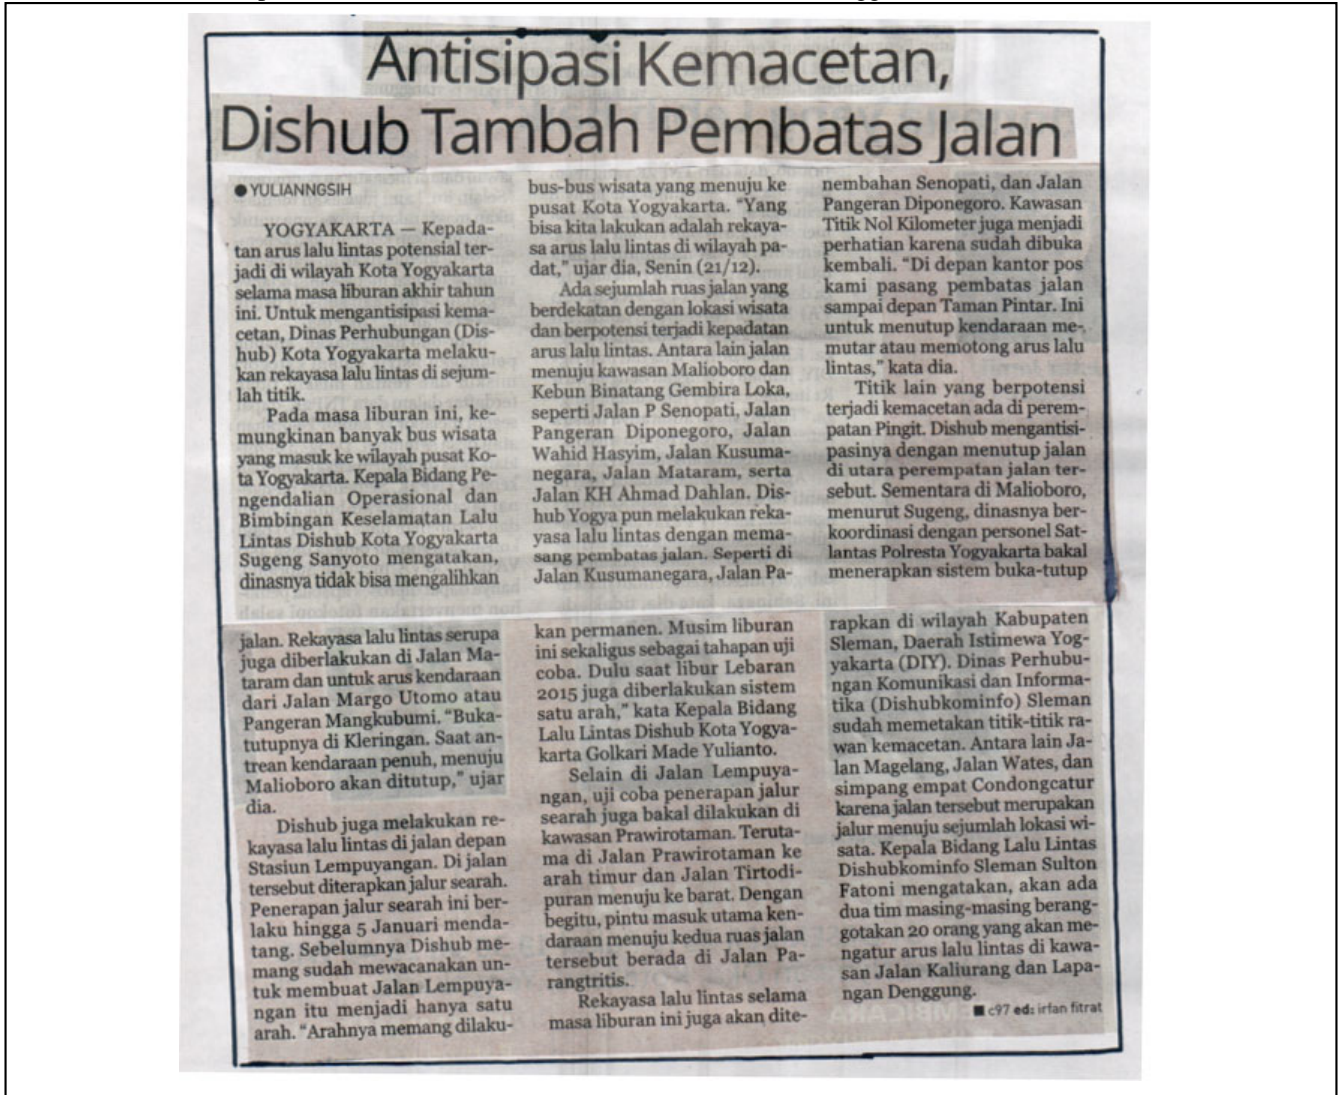 Antisipasi Kemacetan,
Dishub Tambah Pembatas Jalan
● YULIANNGSIH
YOGYAKARTA — Kepada-
tan arus lalu lintas potensial ter-
jadi di wilayah Kota Yogyakarta
selama masa liburan akhir tahun
ini. Untuk mengantisipasi kema-
cetan, Dinas Perhubungan (Dis-
hub) Kota Yogyakarta melaku-
kan rekayasa lalu lintas di sejum-
lah titik.
Pada masa liburan ini, ke-
mungkinan banyak bus wisata
yang masuk ke wilayah pusat Ko-
ta Yogyakarta. Kepala Bidang Pe-
ngendalian Operasional dan
Bimbingan Keselamatan Lalu
Lintas Dishub Kota Yogyakarta
Sugeng Sanyoto mengatakan,
dinasnya tidak bisa mengalihkan
bus-bus wisata yang menuju ke
pusat Kota Yogyakarta. “Yang
bisa kita lakukan adalah rekaya-
sa arus lalu lintas di wilayah pa-
dat,” ujar dia, Senin (21/12).
Ada sejumlah ruas jalan yang
berdekatan dengan lokasi wisata
dan berpotensi terjadi kepadatan
arus lalu lintas. Antara lain jalan
menuju kawasan Malioboro dan
Kebun Binatang Gembira Loka,
seperti Jalan P Senopati, Jalan
Pangeran Diponegoro, Jalan
Wahid Hasyim, Jalan Kusuma-
negara, Jalan Mataram, serta
Jalan KH Ahmad Dahlan. Dis-
hub Yogya pun melakukan reka-
yasa lalu lintas dengan mema-
sang pembatas jalan. Seperti di
Jalan Kusumanegara, Jalan Pa-
nembahan Senopati, dan Jalan
Pangeran Diponegoro. Kawasan
Titik Nol Kilometer juga menjadi
perhatian karena sudah dibuka
kembali. “Di depan kantor pos
kami pasang pembatas jalan
sampai depan Taman Pintar. Ini
untuk menutup kendaraan me-
mutar atau memotong arus lalu
lintas,” kata dia.
Titik lain yang berpotensi
terjadi kemacetan ada di perem-
patan Pingit. Dishub mengantisi-
pasinya dengan menutup jalan
di utara perempatan jalan ter-
sebut. Sementara di Malioboro,
menurut Sugeng, dinasnya ber-
koordinasi dengan personel Sat-
lantas Polresta Yogyakarta bakal
menerapkan sistem buka-tutup
jalan. Rekayasa lalu lintas serupa
juga diberlakukan di Jalan Ma-
taram dan untuk arus kendaraan
dari Jalan Margo Utomo atau
Pangeran Mangkubumi. “Buka-
tutupnya di Kleringan. Saat an-
trean kendaraan penuh, menuju
Malioboro akan ditutup,” ujar
dia.
Dishub juga melakukan re-
kayasa lalu lintas di jalan depan
Stasiun Lempuyangan. Di jalan
tersebut diterapkan jalur searah.
Penerapan jalur searah ini ber-
laku hingga 5 Januari menda-
tang. Sebelumnya Dishub me-
mang sudah mewacanakan un-
tuk membuat Jalan Lempuya-
ngan itu menjadi hanya satu
arah. “Arahnya memang dilaku-
kan permanen. Musim liburan
ini sekaligus sebagai tahapan uji
coba. Dulu saat libur Lebaran
2015 juga diberlakukan sistem
satu arah,” kata Kepala Bidang
Lalu Lintas Dishub Kota Yogya-
karta Golkari Made Yulianto.
Selain di Jalan Lempuya-
ngan, uji coba penerapan jalur
searah juga bakal dilakukan di
kawasan Prawirotaman. Teruta-
ma di Jalan Prawirotaman ke
arah timur dan Jalan Tirtodi-
puran menuju ke barat. Dengan
begitu, pintu masuk utama ken-
daraan menuju kedua ruas jalan
tersebut berada di Jalan Pa-
rangtritis.
Rekayasa lalu lintas selama
masa liburan ini juga akan dite-
rapkan di wilayah Kabupaten
Sleman, Daerah Istimewa Yog-
yakarta (DIY). Dinas Perhubu-
ngan Komunikasi dan Informa-
tika (Dishubkominfo) Sleman
sudah memetakan titik-titik ra-
wan kemacetan. Antara lain Ja-
lan Magelang, Jalan Wates, dan
simpang empat Condongcatur
karena jalan tersebut merupakan
jalur menuju sejumlah lokasi wi-
sata. Kepala Bidang Lalu Lintas
Dishubkominfo Sleman Sulton
Fatoni mengatakan, akan ada
dua tim masing-masing berang-
gotakan 20 orang yang akan me-
ngatur arus lalu lintas di kawa-
san Jalan Kaliurang dan Lapa-
ngan Denggung.
■ c97 ed: irfan fitrat